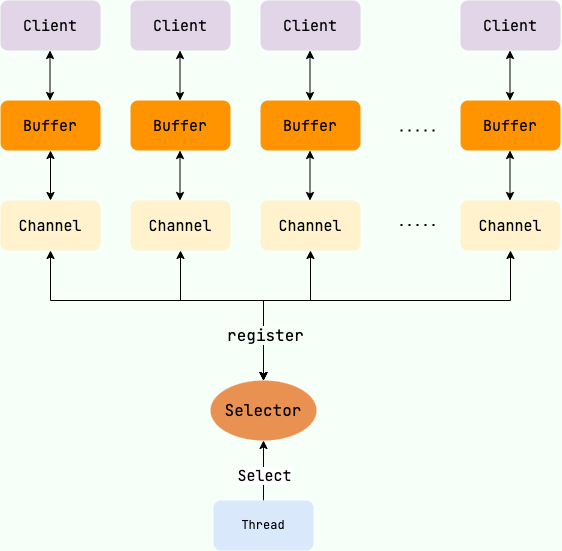 Client Client Client Client
Buffer Buffer Buffer ..... Buffer
Channel Channel Channel ..... Channel
register
Selector
Select
Thread